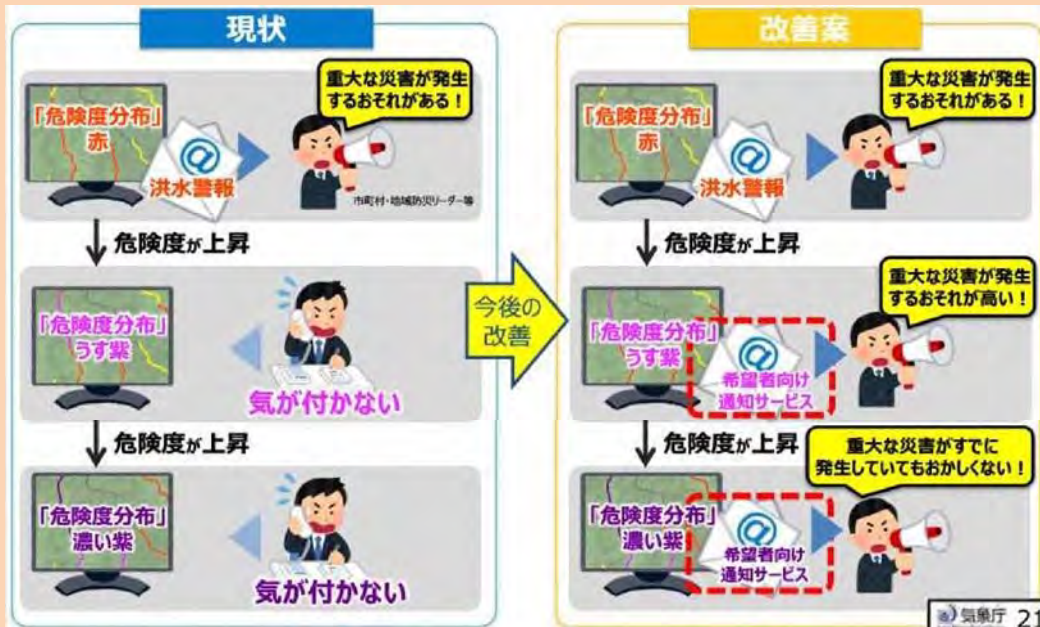 現状
「危険度分布」
赤
@
洪水警報
重大な災害が発生
するおそれがある!
市町村・地域防災リーダー等
危険度が上昇
「危険度分布」
うす紫
気が付かない
危険度が上昇
「危険度分布」
濃い紫
気が付かない
今後の
改善
改善案
「危険度分布」
赤
@
洪水警報
重大な災害が発生
するおそれがある!
危険度が上昇
「危険度分布」
うす紫
@
希望者向け
通知サービス
重大な災害が発生
するおそれが高い!
危険度が上昇
「危険度分布」
濃い紫
@
希望者向け
通知サービス
重大な災害がすでに
発生していてもおかしくない!
気象庁 21